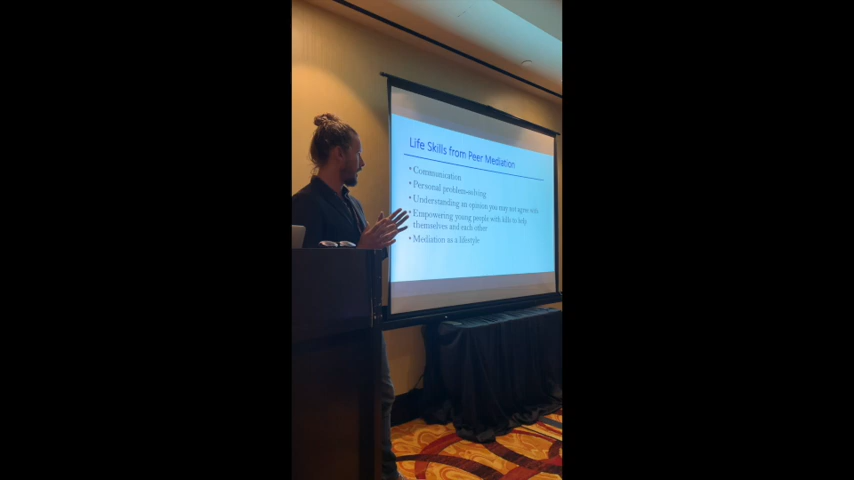 Life Skills from Peer Mediation
• Communication
• Personal problem-solving
• Understanding an opinion you may not agree with
• Empowering young people with kills to help
themselves and each other
• Mediation as a lifestyle